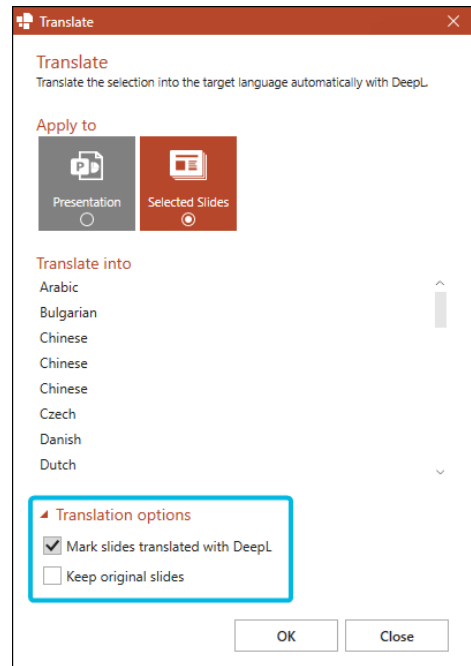 Translate
Translate
Translate the selection into the target language automatically with DeepL.
Apply to
Presentation
Selected Slides
Translate into
Arabic
Bulgarian
Chinese
Chinese
Chinese
Czech
Danish
Dutch
Translation options
Mark slides translated with DeepL
Keep original slides
OK
Close